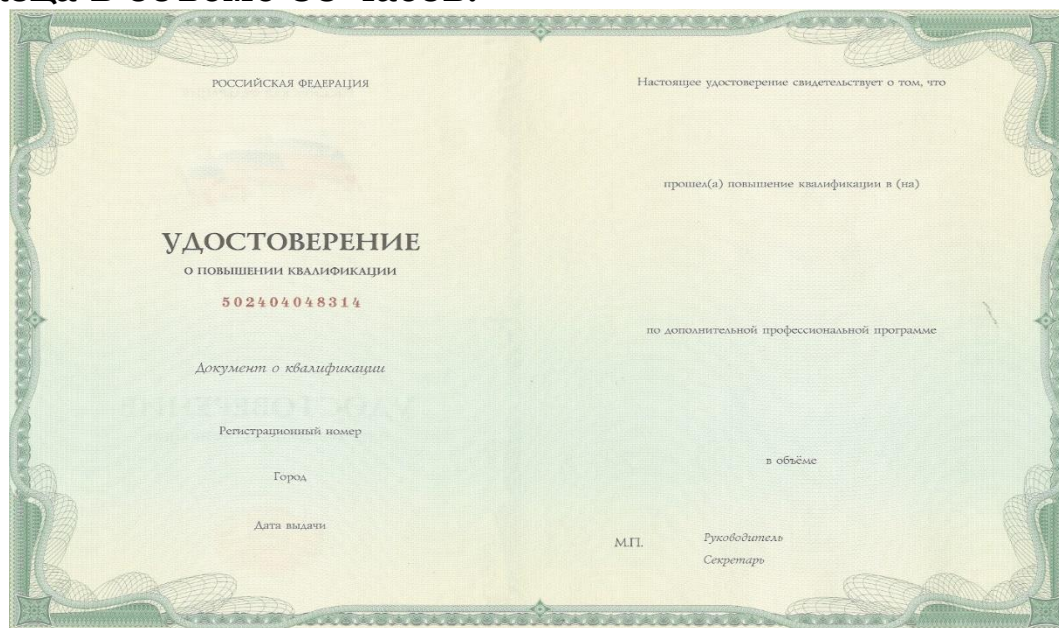 РОССИЙСКАЯ ФЕДЕРАЦИЯ
УДОСТОВЕРЕНИЕ
О ПОВЫШЕНИИ КВАЛИФИКАЦИИ
502404048314
Документ о квалификации
Регистрационный номер
Город
Дата выдачи
Настоящее удостоверение свидетельствует о том, что
прошел(а) повышение квалификации в (на)
по дополнительной профессиональной программе
в объёме
М.П.
Руководитель
Секретарь